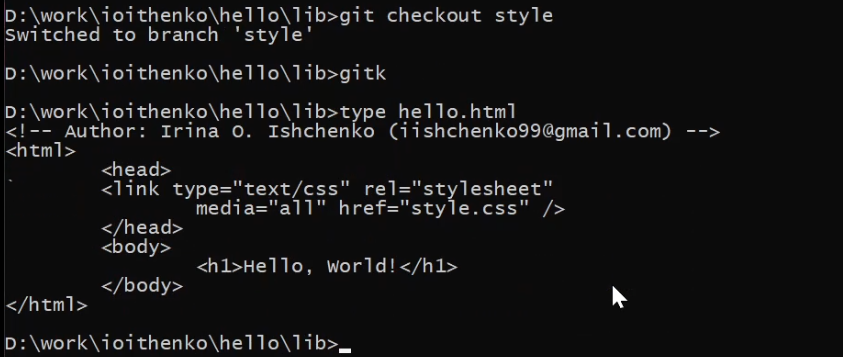 D:\work\ioithenko\hello\lib>git checkout style
Switched to branch 'style'
D:\work\ioithenko\hello\lib>gitk
D:\work\ioithenko\hello\lib>type hello.html
<!-- Author: Irina O. Ishchenko (iishchenko99@gmail.com) -->
<html>
<head>
` <link type="text/css" rel="stylesheet"
media="all" href="style.css" />
</head>
<body>
<h1>Hello, World!</h1>
</body>
</html>
D:\work\ioithenko\hello\lib>